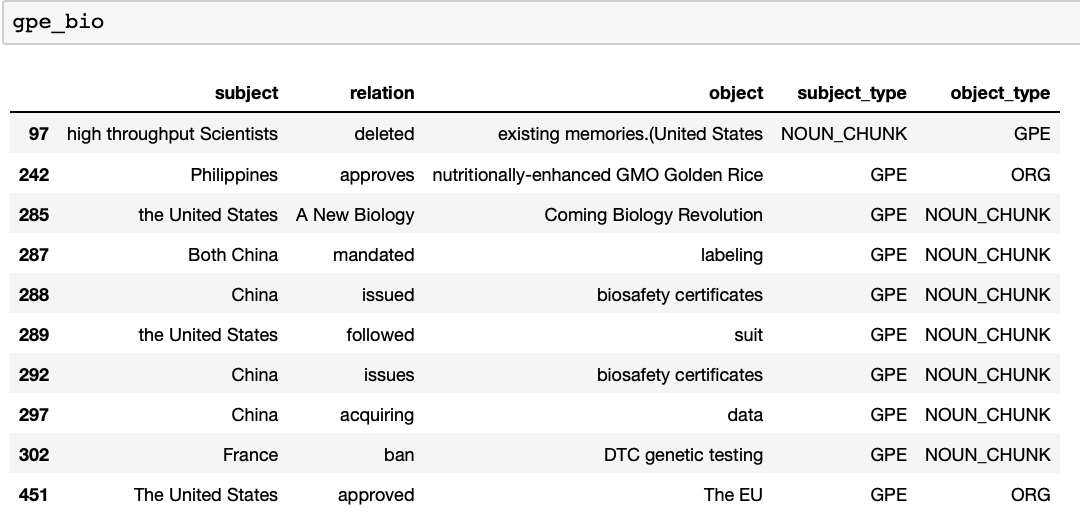 gpe_bio
subject relation object subject_type object_type
97 high throughput Scientists deleted existing memories.(United States NOUN_CHUNK GPE
242 Philippines approves nutritionally-enhanced GMO Golden Rice GPE ORG
285 the United States A New Biology Coming Biology Revolution GPE NOUN_CHUNK
287 Both China mandated labeling GPE NOUN_CHUNK
288 China issued biosafety certificates GPE NOUN_CHUNK
289 the United States followed suit GPE NOUN_CHUNK
292 China issues biosafety certificates GPE NOUN_CHUNK
297 China acquiring data GPE NOUN_CHUNK
302 France ban DTC genetic testing GPE NOUN_CHUNK
451 The United States approved The EU GPE ORG